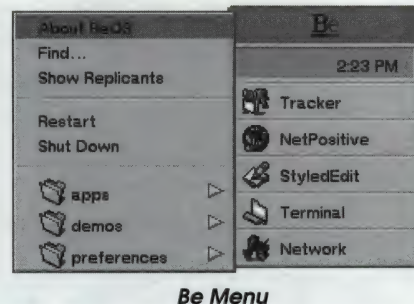 About BeOS
Find...
Show Replicants
Restart
Shut Down
apps
demos
preferences
Be
2:23 PM
Tracker
NetPositive
StyledEdit
Terminal
Network
Be Menu